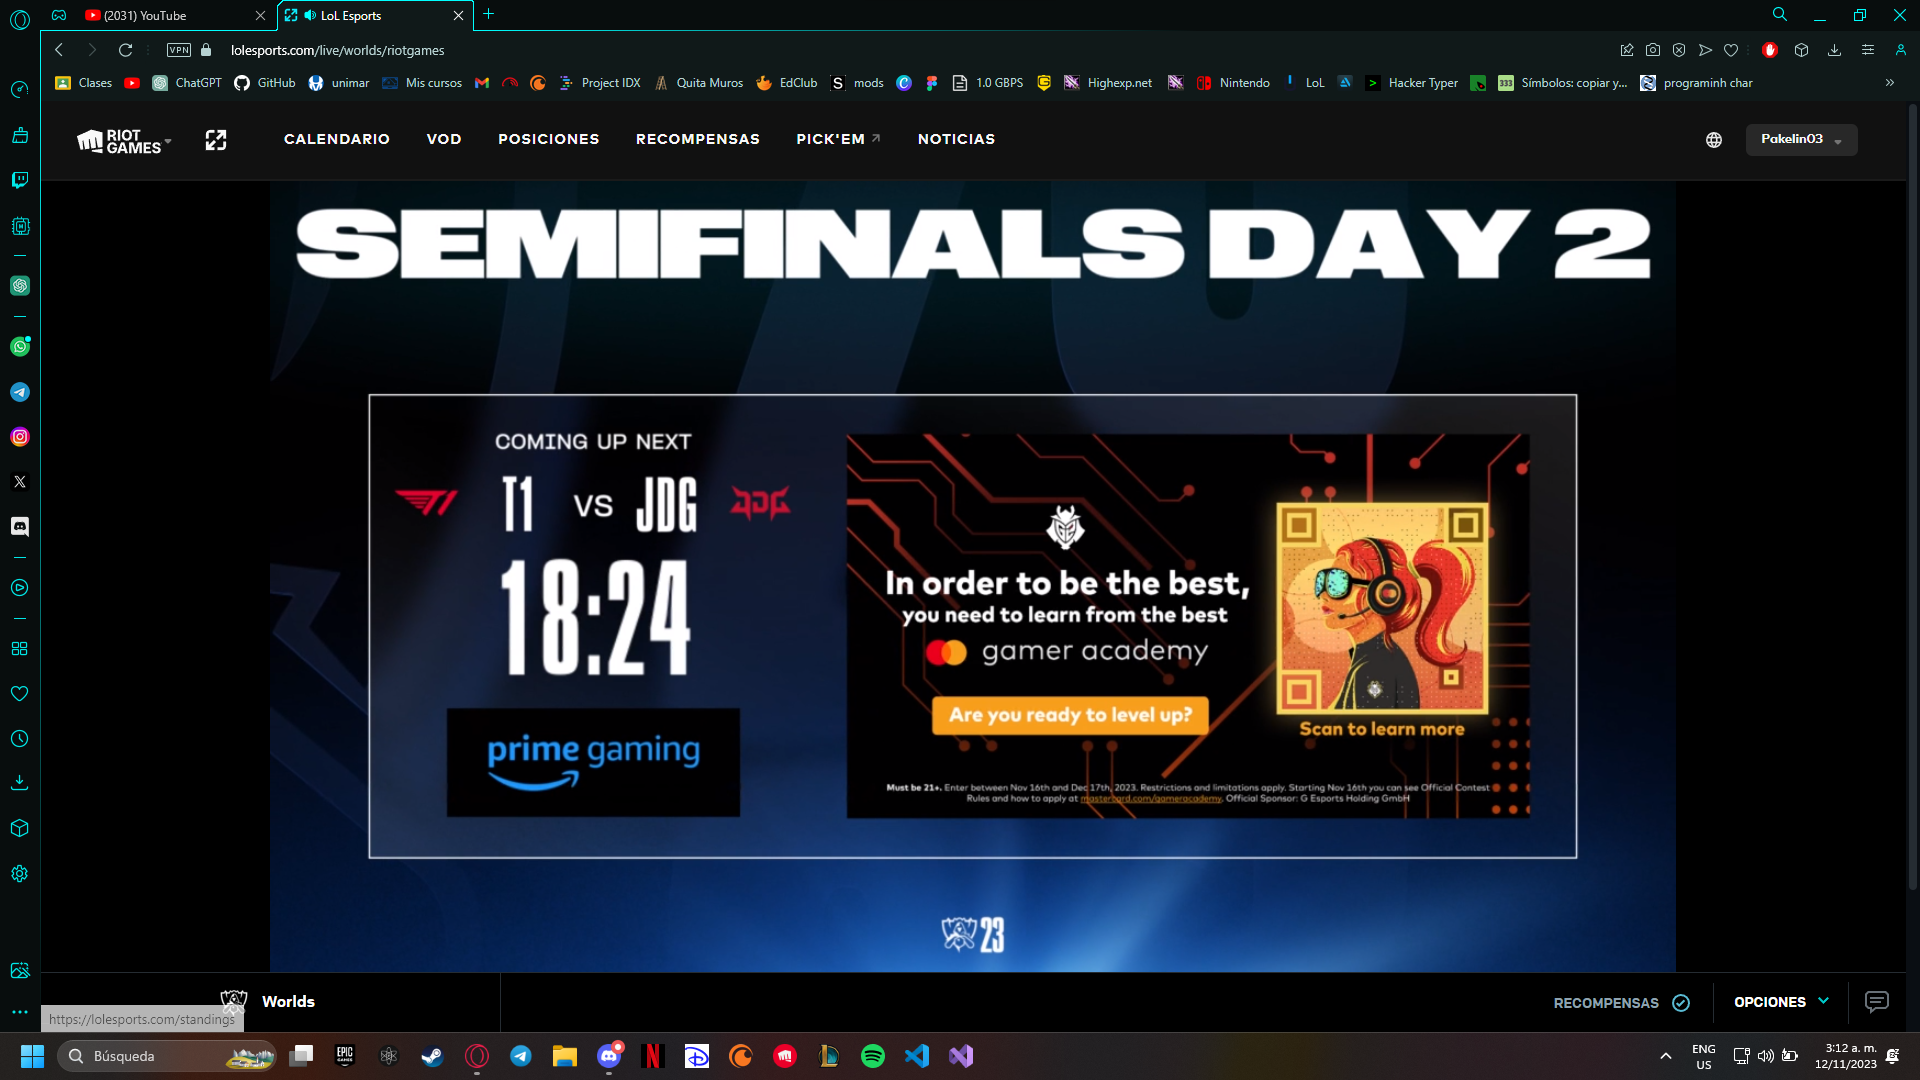 (2031) YouTube
LoL Esports
VPN
lolesports.com/live/worlds/riotgames
Clases
ChatGPT
GitHub
unimar
Mis cursos
Project IDX
Quita Muros
EdClub
mods
1.0 GBPS
Highexp.net
Nintendo
LoL
Hacker Typer
333
Símbolos: copiar y...
programinh char
RIOT
GAMES
CALENDARIO
VOD
POSICIONES
RECOMPENSAS
PICK'EM
NOTICIAS
Pakelin03
SEMIFINALS DAY 2
COMING UP NEXT
T1 VS JDG
18:24
prime gaming
In order to be the best,
you need to learn from the best
gamer academy
Are you ready to level up?
Scan to learn more
Must be 21+. Enter between Nov 16th and Dec 17th, 2023. Restrictions and limitations apply. Starting Nov 16th you can see Official Contest
Rules and how to apply at mastercard.com/gameracademy. Official Sponsor: G Esports Holding GmbH
23
Worlds
RECOMPENSAS
OPCIONES
https://lolesports.com/standings
Búsqueda
EPIC
GAMES
ENG
US
3:12 a. m.
12/11/2023